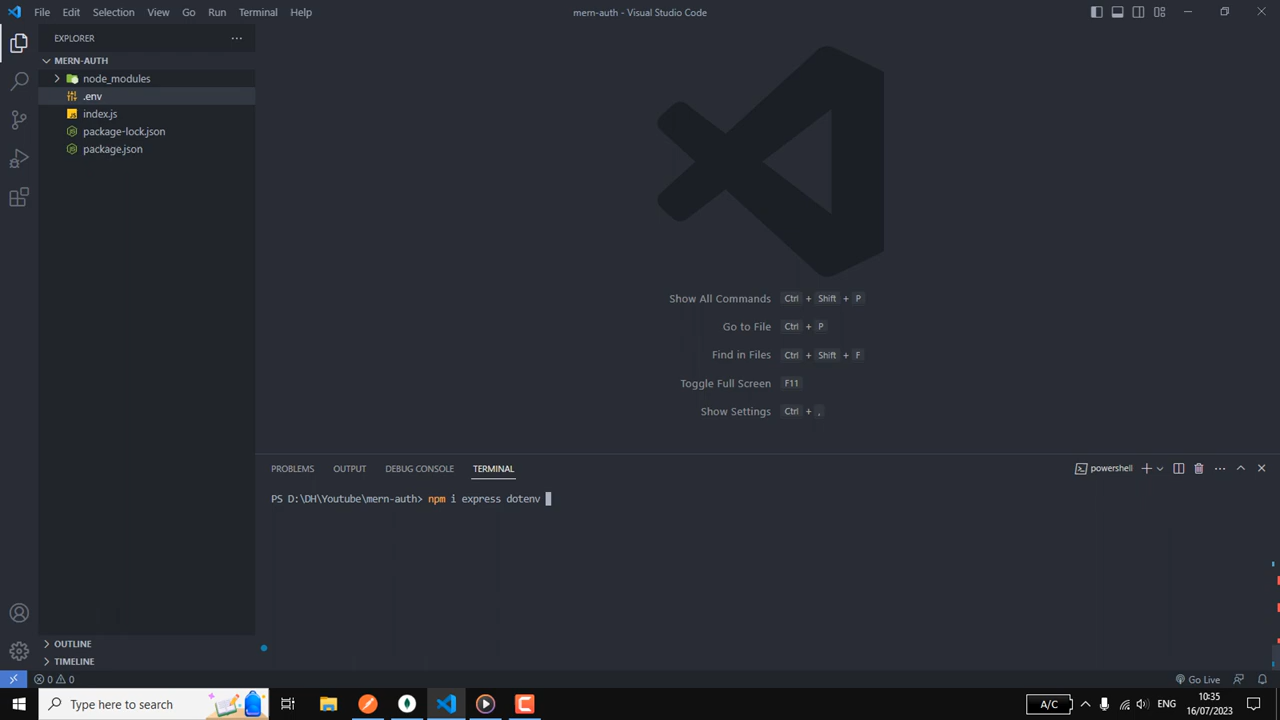 File Edit Selection View Go Run Terminal Help
mern-auth - Visual Studio Code
EXPLORER
MERN-AUTH
node_modules
.env
index.js
package-lock.json
package.json
Show All Commands Ctrl + Shift + P
Go to File Ctrl + P
Find in Files Ctrl + Shift + F
Toggle Full Screen F11
Show Settings Ctrl + ,
PROBLEMS OUTPUT DEBUG CONSOLE TERMINAL
powershell
PS D:\DH\Youtube\mern-auth> npm i express dotenv
OUTLINE
TIMELINE
0 0
Go Live
Type here to search
A/C
ENG
10:35
16/07/2023